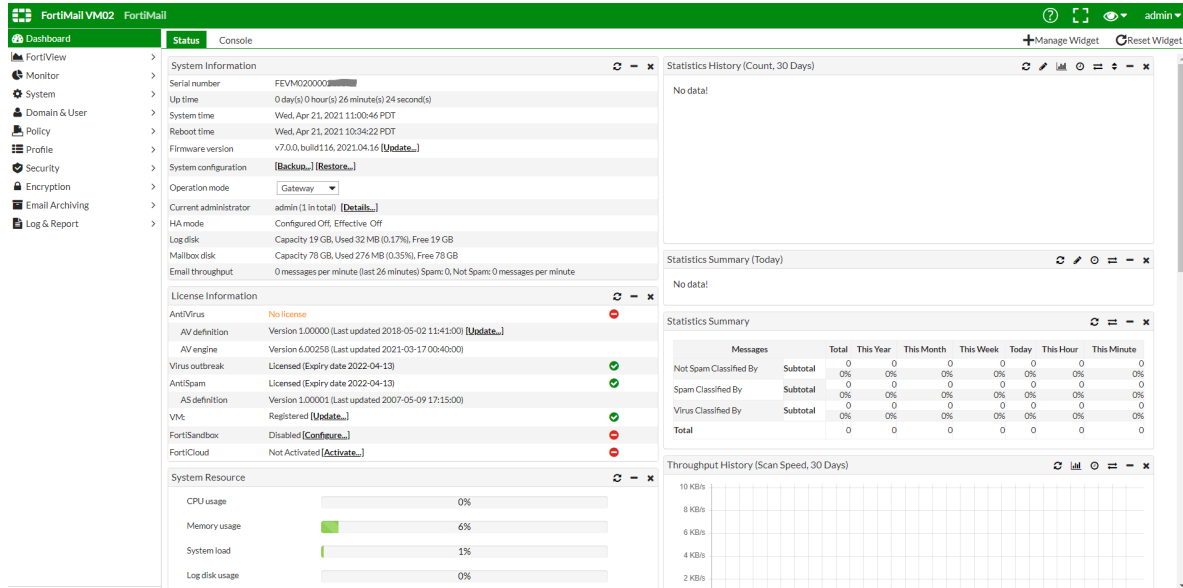 FortiMail VM02 FortiMail
admin
Dashboard
FortiView
Monitor
System
Domain & User
Policy
Profile
Security
Encryption
Email Archiving
Log & Report
Status Console
Manage Widget Reset Widget
System Information
Serial number FEVM0200002
Up time 0 day(s) 0 hour(s) 26 minute(s) 24 second(s)
System time Wed, Apr 21, 2021 11:00:46 PDT
Reboot time Wed, Apr 21, 2021 10:34:22 PDT
Firmware version v7.0.0, build116, 2021.04.16 [Update...]
System configuration [Backup...] [Restore...]
Operation mode Gateway
Current administrator admin (1 in total) [Details...]
HA mode Configured Off, Effective Off
Log disk Capacity 19 GB, Used 32 MB (0.17%), Free 19 GB
Mailbox disk Capacity 78 GB, Used 276 MB (0.35%), Free 78 GB
Email throughput 0 messages per minute (last 26 minutes) Spam: 0, Not Spam: 0 messages per minute
License Information
AntiVirus No license
AV definition Version 1.00000 (Last updated 2018-05-02 11:41:00) [Update...]
AV engine Version 6.00258 (Last updated 2021-03-17 00:40:00)
Virus outbreak Licensed (Expiry date 2022-04-13)
AntiSpam Licensed (Expiry date 2022-04-13)
AS definition Version 1.00001 (Last updated 2007-05-09 17:15:00)
VM: Registered [Update...]
FortiSandbox Disabled [Configure...]
FortiCloud Not Activated [Activate...]
System Resource
CPU usage 0%
Memory usage 6%
System load 1%
Log disk usage 0%
Statistics History (Count, 30 Days)
No data!
Statistics Summary (Today)
No data!
Statistics Summary
Messages Total This Year This Month This Week Today This Hour This Minute
Not Spam Classified By Subtotal 0 0 0 0 0 0 0
0% 0% 0% 0% 0% 0% 0%
Spam Classified By Subtotal 0 0 0 0 0 0 0
0% 0% 0% 0% 0% 0% 0%
Virus Classified By Subtotal 0 0 0 0 0 0 0
0% 0% 0% 0% 0% 0% 0%
Total 0 0 0 0 0 0 0
Throughput History (Scan Speed, 30 Days)
10 KB/s
8 KB/s
6 KB/s
4 KB/s
2 KB/s